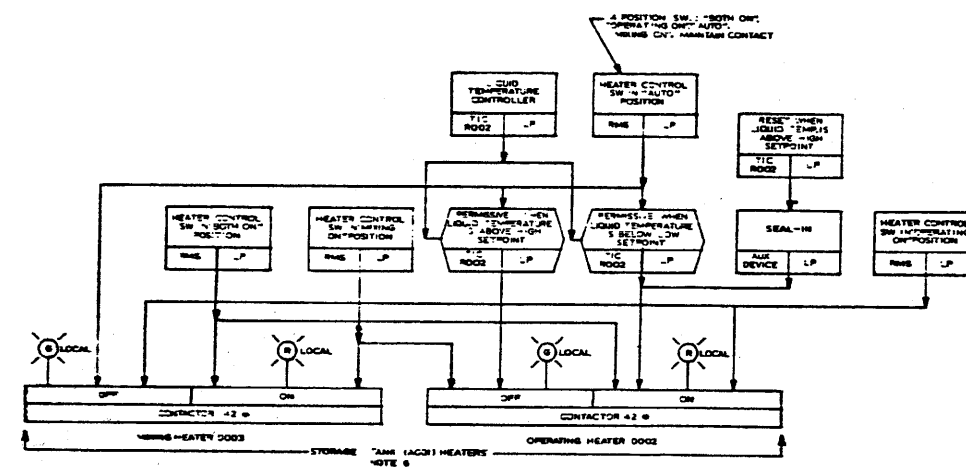 4 POSITION SW. "BOTH ON",
"OPERATING ON" "AUTO",
MIXING ON", MAINTAIN CONTACT
LIQUID
TEMPERATURE
CONTROLLER
TIC
R002
LP
HEATER CONTROL
SW IN "AUTO"
POSITION
RMS
LP
RESET WHEN
LIQUID TEMP. IS
ABOVE HIGH
SETPOINT
TIC
R002
LP
HEATER CONTROL
SW IN BOTH ON"
POSITION
RMS
LP
HEATER CONTROL
SW IN MIXING
ON" POSITION
RMS
LP
PERMISSIVE WHEN
LIQUID TEMPERATURE
IS ABOVE HIGH
SETPOINT
TIC
R002
LP
PERMISSIVE WHEN
LIQUID TEMPERATURE
IS BELOW LOW
SETPOINT
TIC
R002
LP
SEAL-IN
AUX
DEVICE
LP
HEATER CONTROL
SW IN OPERATING
ON" POSITION
RMS
LP
G LOCAL
R LOCAL
G LOCAL
R LOCAL
OFF
ON
CONTACTOR 42
OFF
ON
CONTACTOR 42
MIXING HEATER D003
OPERATING HEATER D002
STORAGE TANK HEATERS
NOTE 6